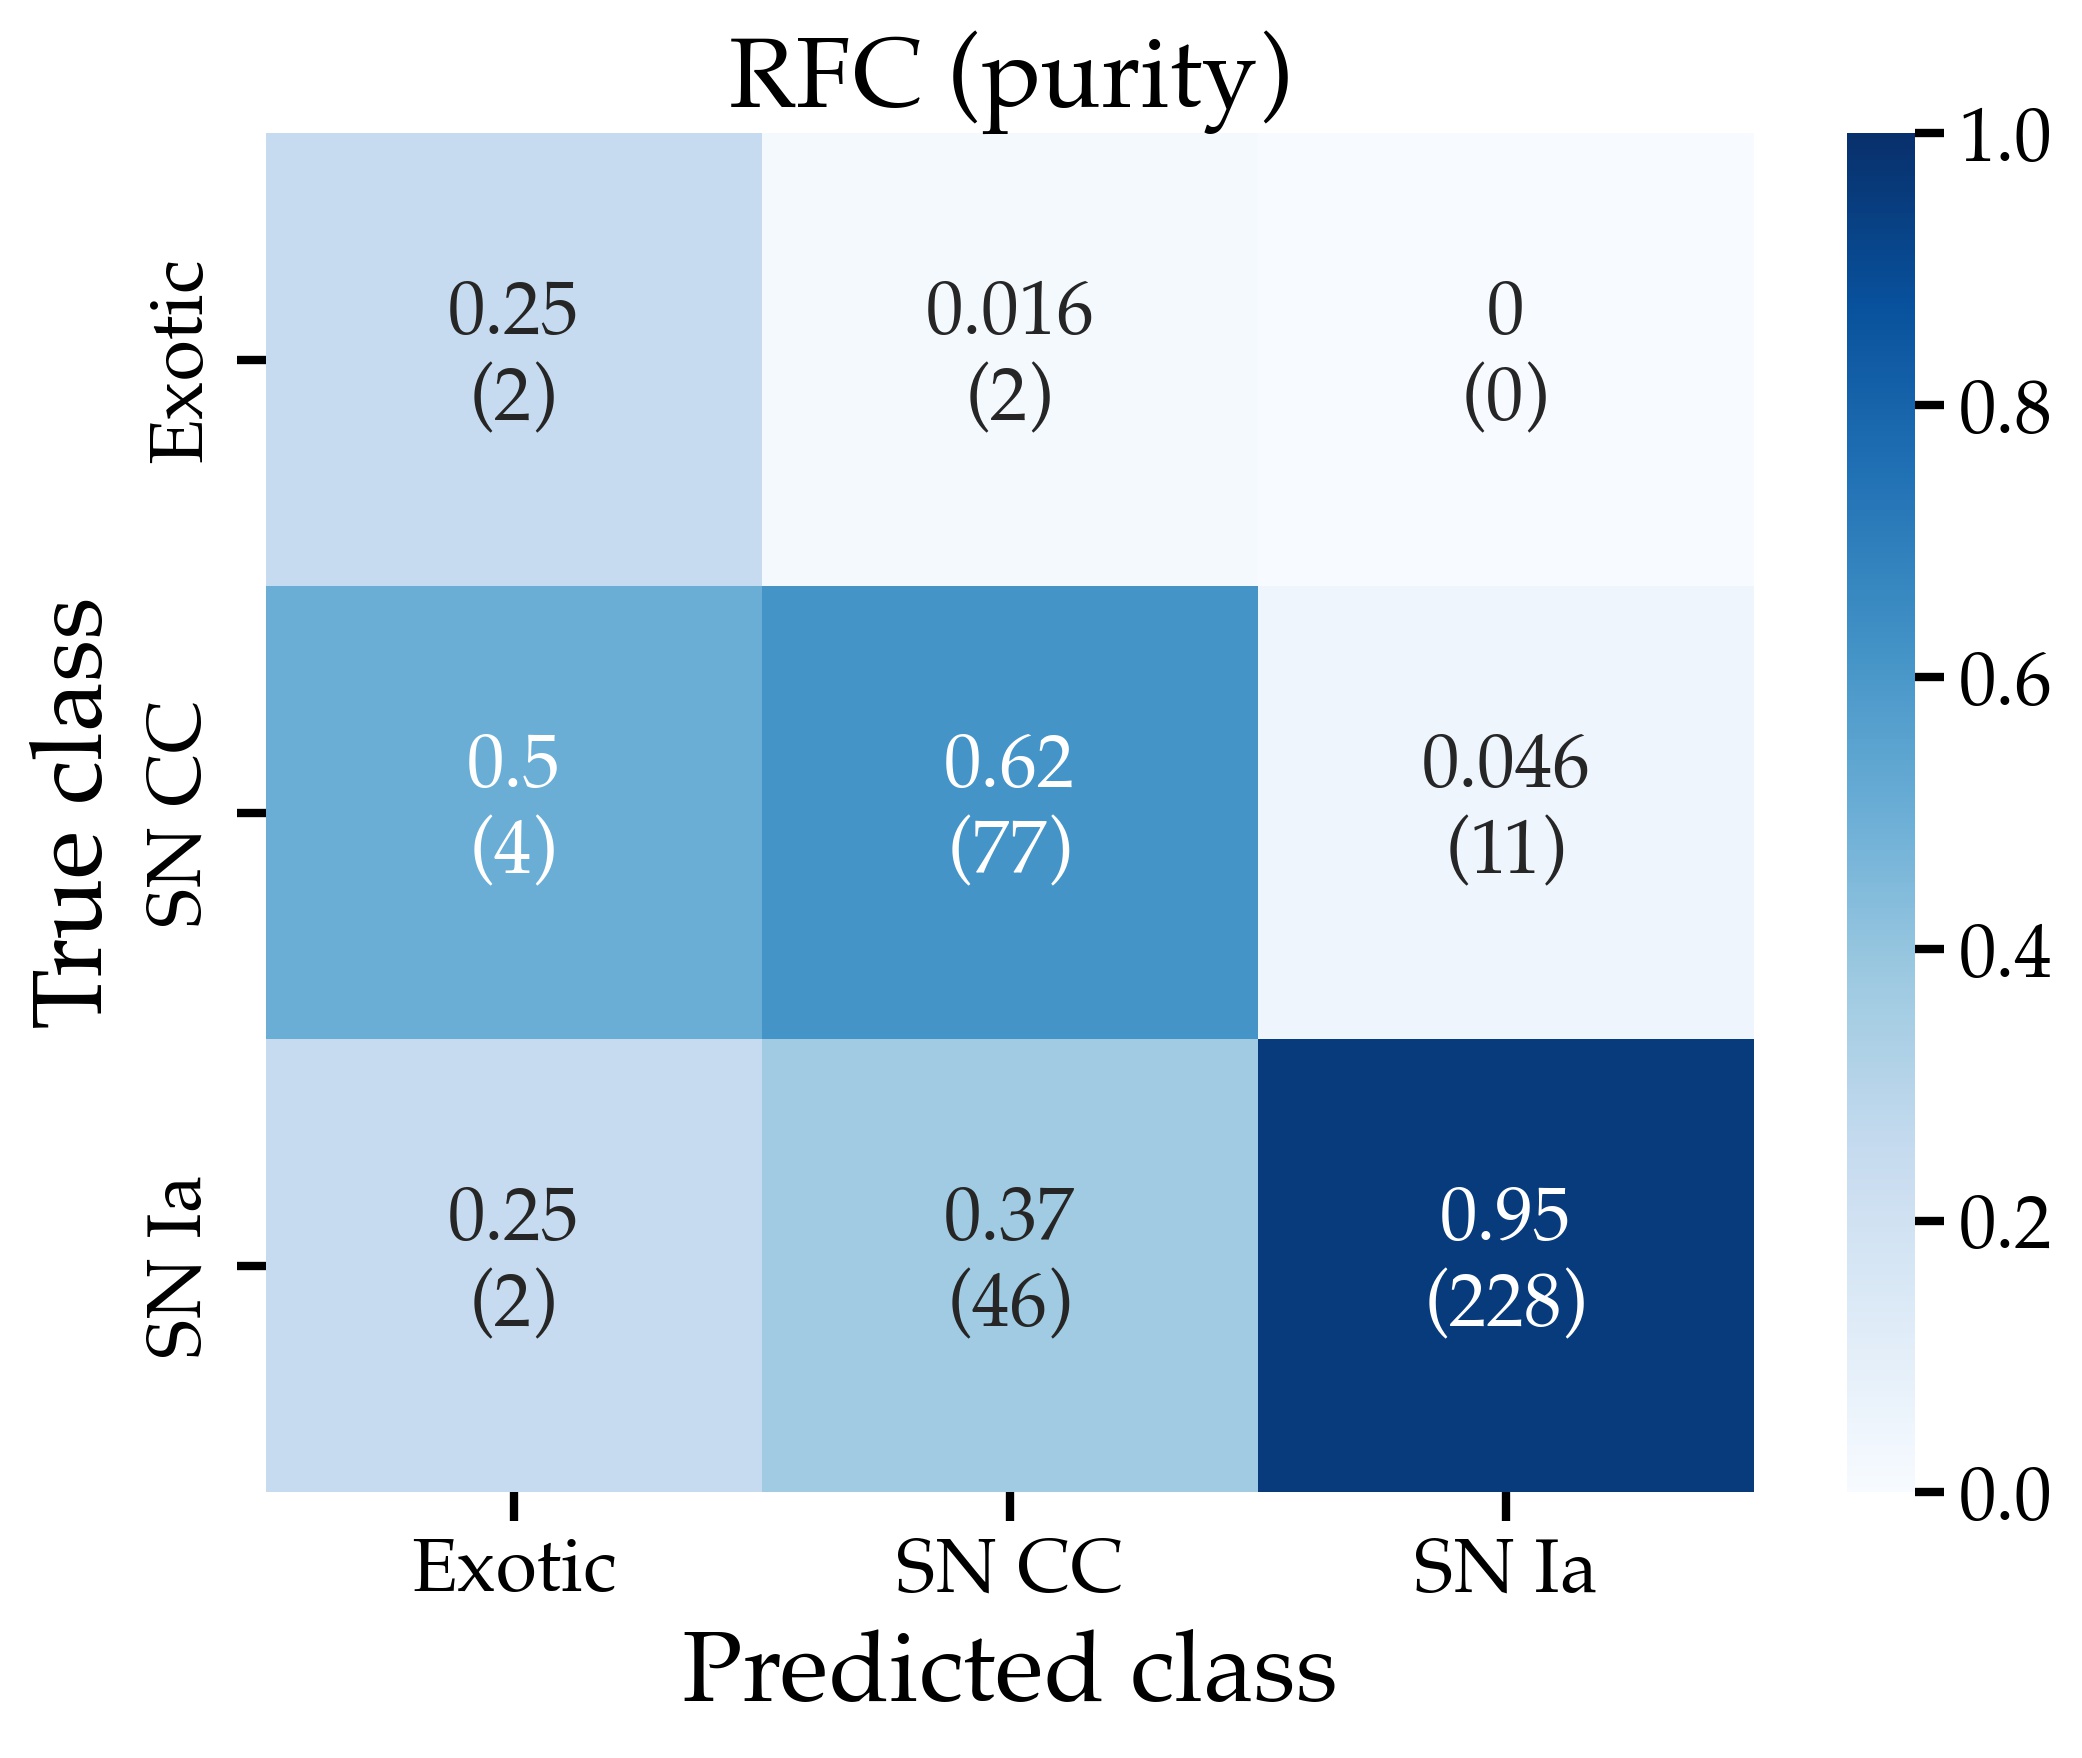 RFC (purity)
True class
Exotic
SN CC
SN Ia
0.25
(2)
0.016
(2)
0
(0)
0.5
(4)
0.62
(77)
0.046
(11)
0.25
(2)
0.37
(46)
0.95
(228)
Exotic
SN CC
SN Ia
Predicted class
1.0
0.8
0.6
0.4
0.2
0.0